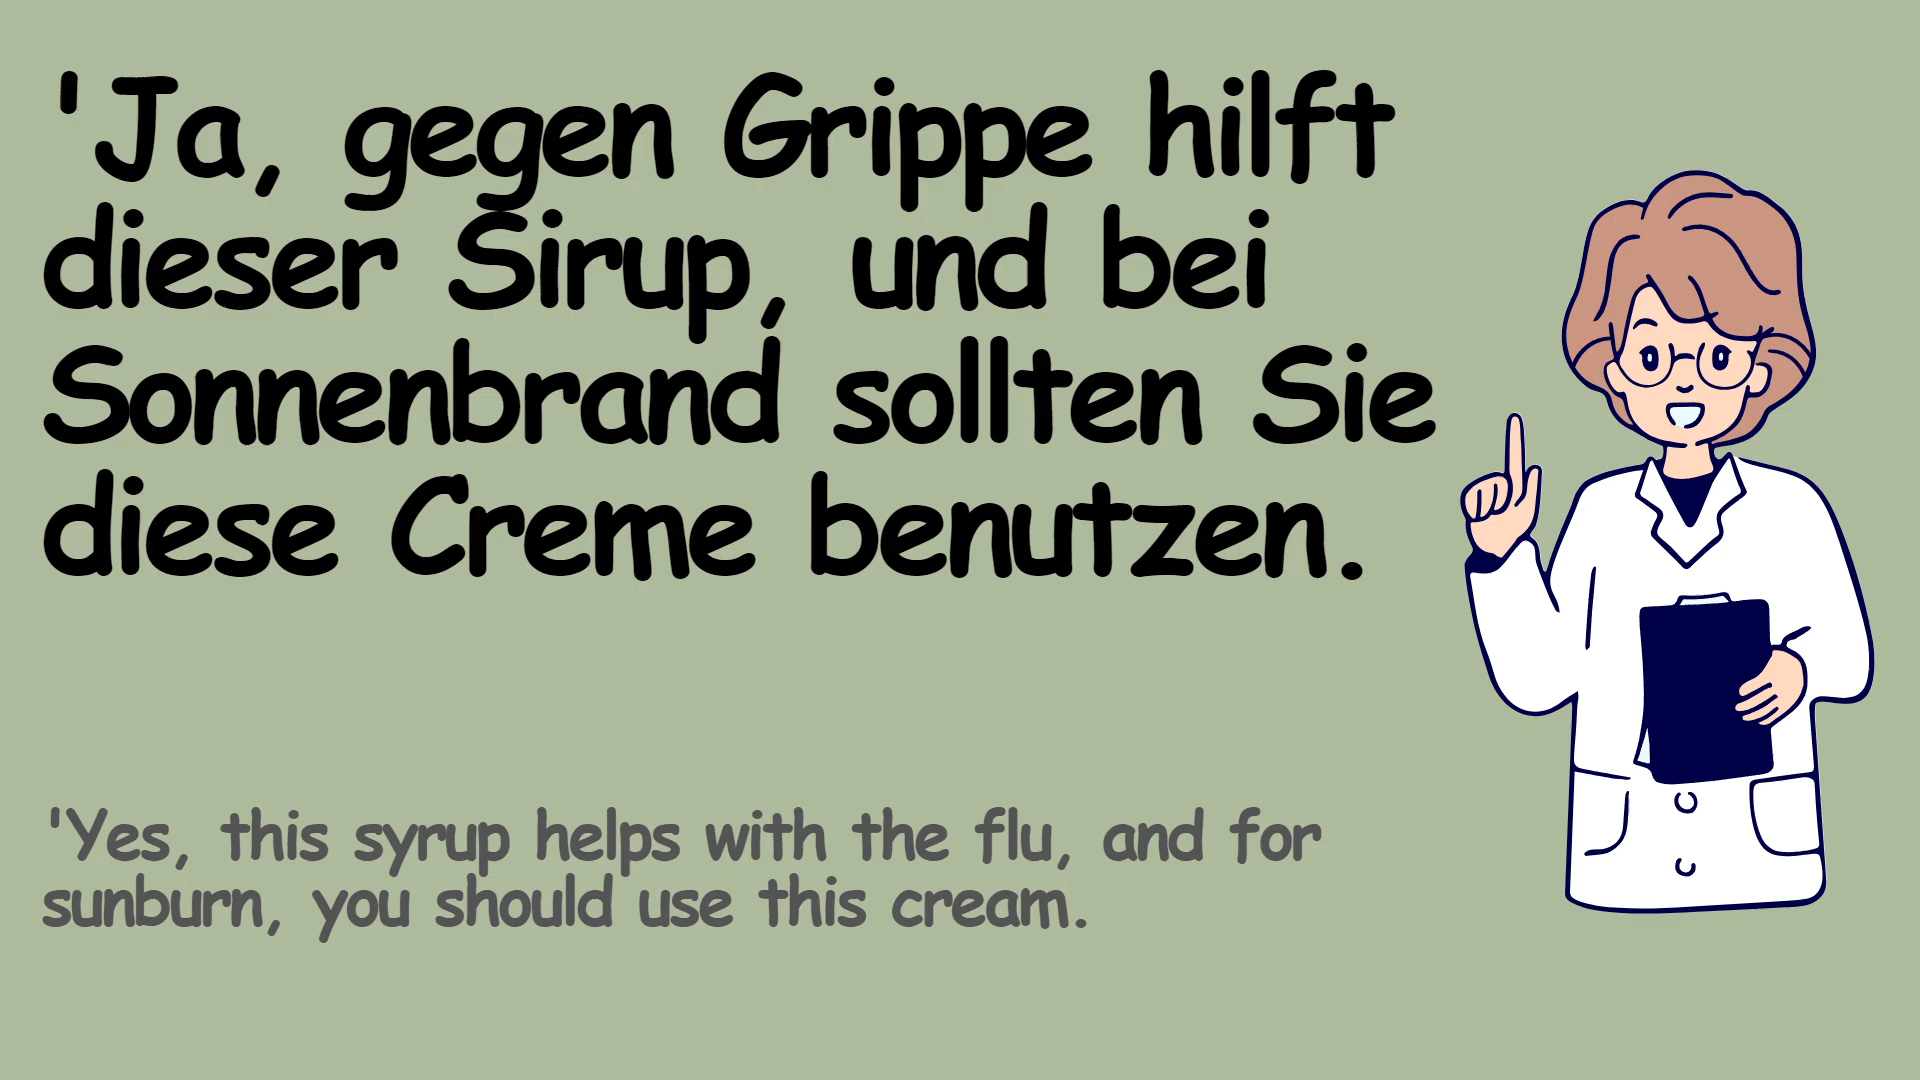 'Ja, gegen Grippe hilft
dieser Sirup, und bei
Sonnenbrand sollten Sie
diese Creme benutzen.
'Yes, this syrup helps with the flu, and for
sunburn, you should use this cream.